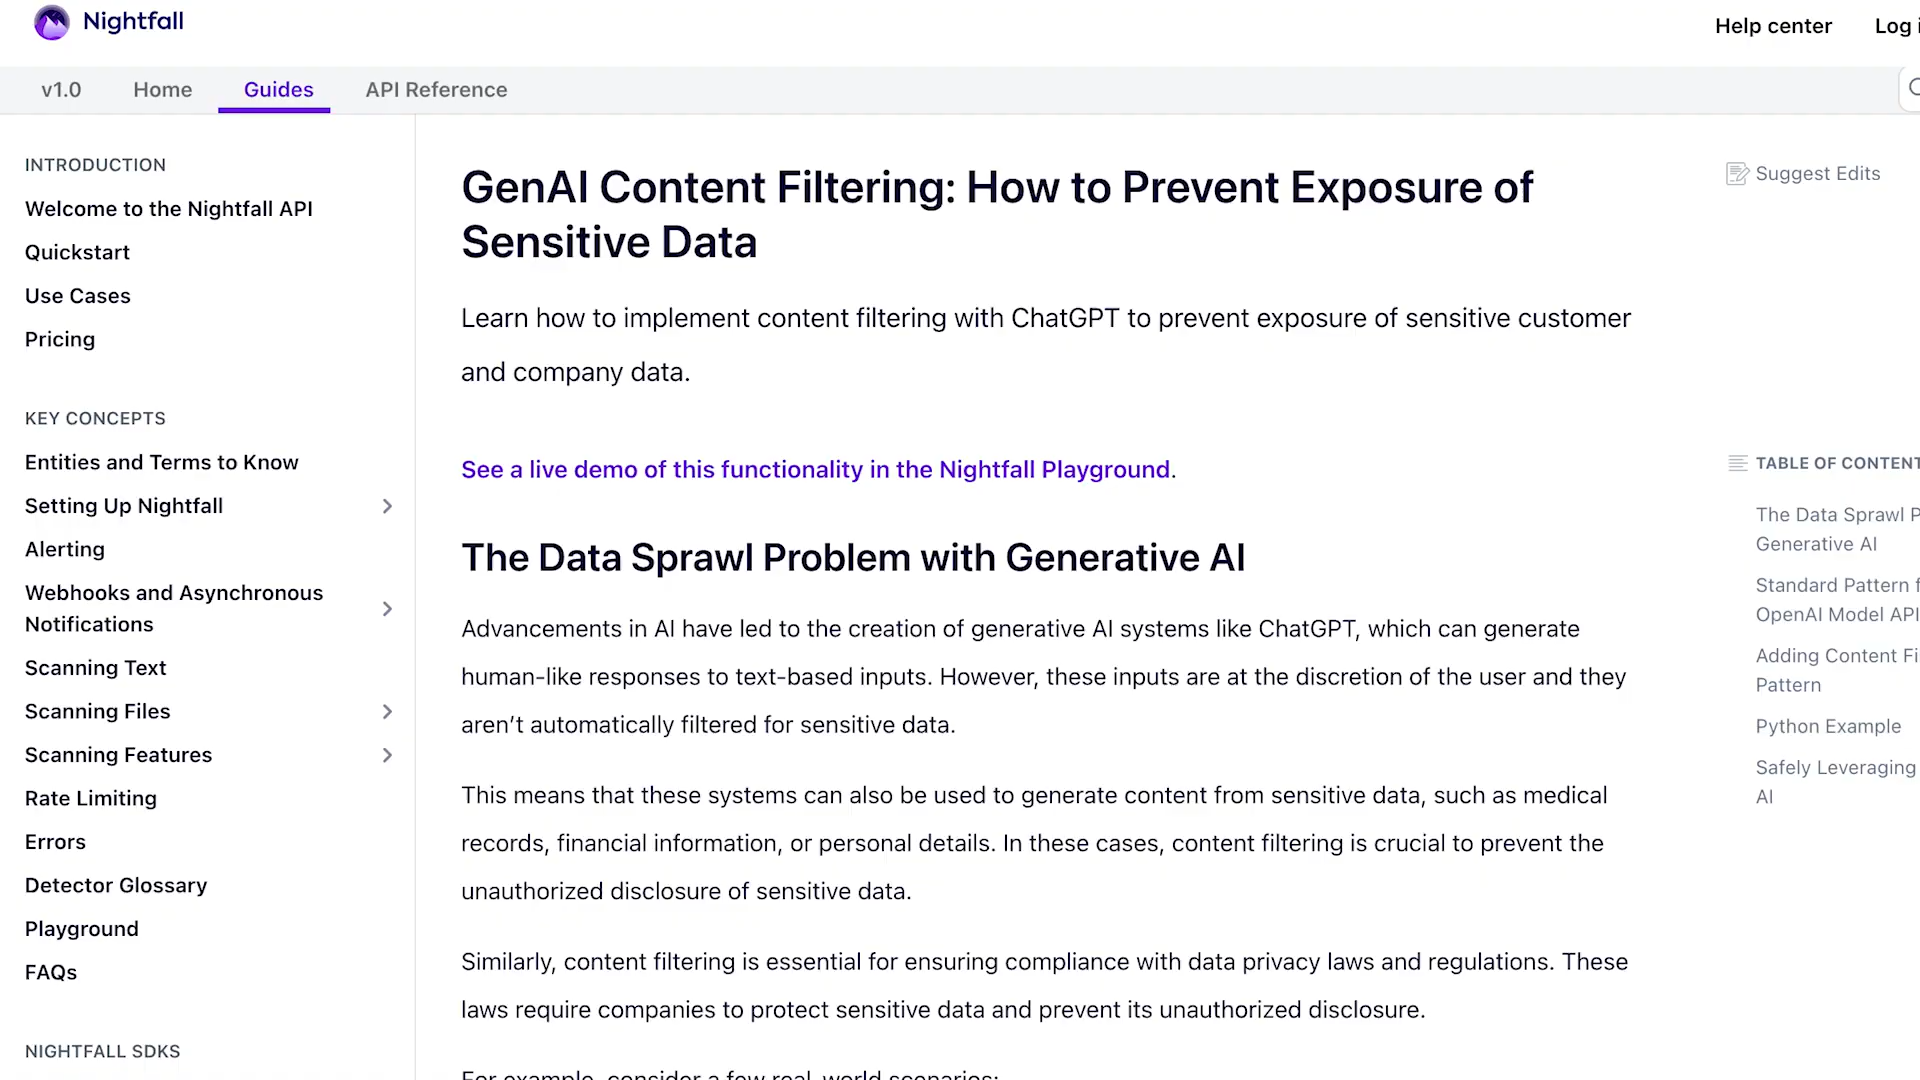 Nightfall
Help center
Log
v1.0
Home
Guides
API Reference
INTRODUCTION
Welcome to the Nightfall API
Quickstart
Use Cases
Pricing
KEY CONCEPTS
Entities and Terms to Know
Setting Up Nightfall
Alerting
Webhooks and Asynchronous
Notifications
Scanning Text
Scanning Files
Scanning Features
Rate Limiting
Errors
Detector Glossary
Playground
FAQs
NIGHTFALL SDKS
GenAI Content Filtering: How to Prevent Exposure of
Sensitive Data
Learn how to implement content filtering with ChatGPT to prevent exposure of sensitive customer
and company data.
See a live demo of this functionality in the Nightfall Playground.
The Data Sprawl Problem with Generative AI
Advancements in AI have led to the creation of generative AI systems like ChatGPT, which can generate
human-like responses to text-based inputs. However, these inputs are at the discretion of the user and they
aren’t automatically filtered for sensitive data.
This means that these systems can also be used to generate content from sensitive data, such as medical
records, financial information, or personal details. In these cases, content filtering is crucial to prevent the
unauthorized disclosure of sensitive data.
Similarly, content filtering is essential for ensuring compliance with data privacy laws and regulations. These
laws require companies to protect sensitive data and prevent its unauthorized disclosure.
For example, consider a few real-world scenarios:
Suggest Edits
TABLE OF CONTENT
The Data Sprawl
Generative AI
Standard Pattern
OpenAI Model API
Adding Content
Pattern
Python Example
Safely Leveraging
AI